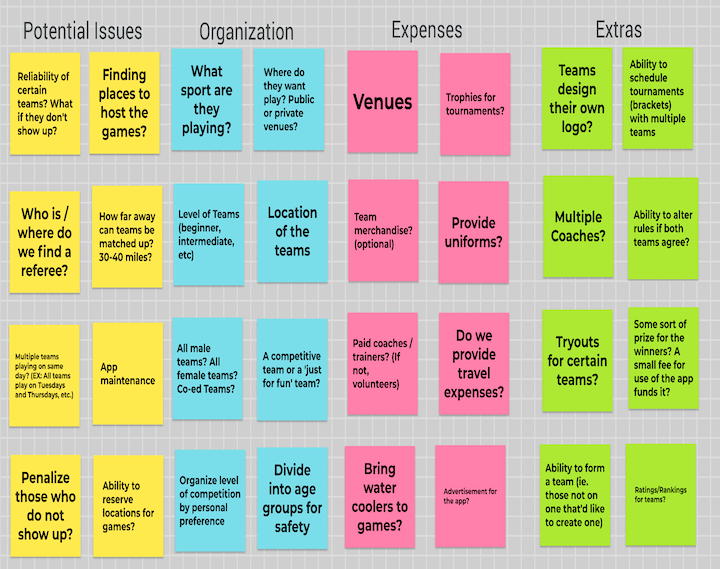 Potential Issues
Organization
Expenses
Extras
Reliability of
certain
teams? What
if they don't
show up?
Finding
places to
host the
games?
What
sport are
they
playing?
Where do
they want
play? Public
or private
venues?
Venues
Trophies for
tournaments?
Teams
design
their own
logo?
Ability to
schedule
tournaments
(brackets)
with multiple
teams
Who is /
where do
we find a
referee?
How far away
can teams be
matched up?
30-40 miles?
Level of Teams
(beginner,
intermediate,
etc)
Location
of the
teams
Team
merchandise?
(optional)
Provide
uniforms?
Multiple
Coaches?
Ability to alter
rules if both
teams agree?
Multiple teams
playing on same
day? (EX: All teams
play on Tuesdays
and Thursdays, etc.)
App
maintenance
All male
teams? All
female teams?
Co-ed Teams?
A competitive
team or a 'just
for fun' team?
Paid coaches /
trainers? (If
not,
volunteers)
Do we
provide
travel
expenses?
Tryouts
for certain
teams?
Some sort of
prize for the
winners? A
small fee for
use of the app
funds it?
Penalize
those who
do not
show up?
Ability to
reserve
locations for
games?
Organize level
of competition
by personal
preference
Divide
into age
groups for
safety
Bring
water
coolers to
games?
Advertisement for
the app?
Ability to form
a team (ie.
those not on
one that'd like
to create one)
Ratings/Rankings
for teams?